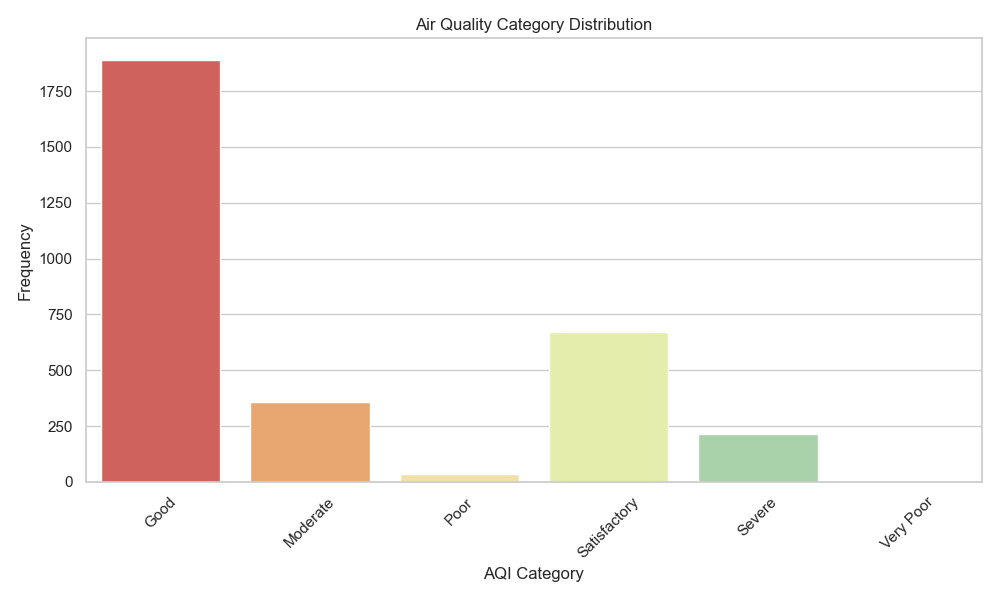 Air Quality Category Distribution
Frequency
1750
1500
1250
1000
750
500
250
0
Good
Moderate
Poor
Satisfactory
Severe
Very Poor
AQI Category